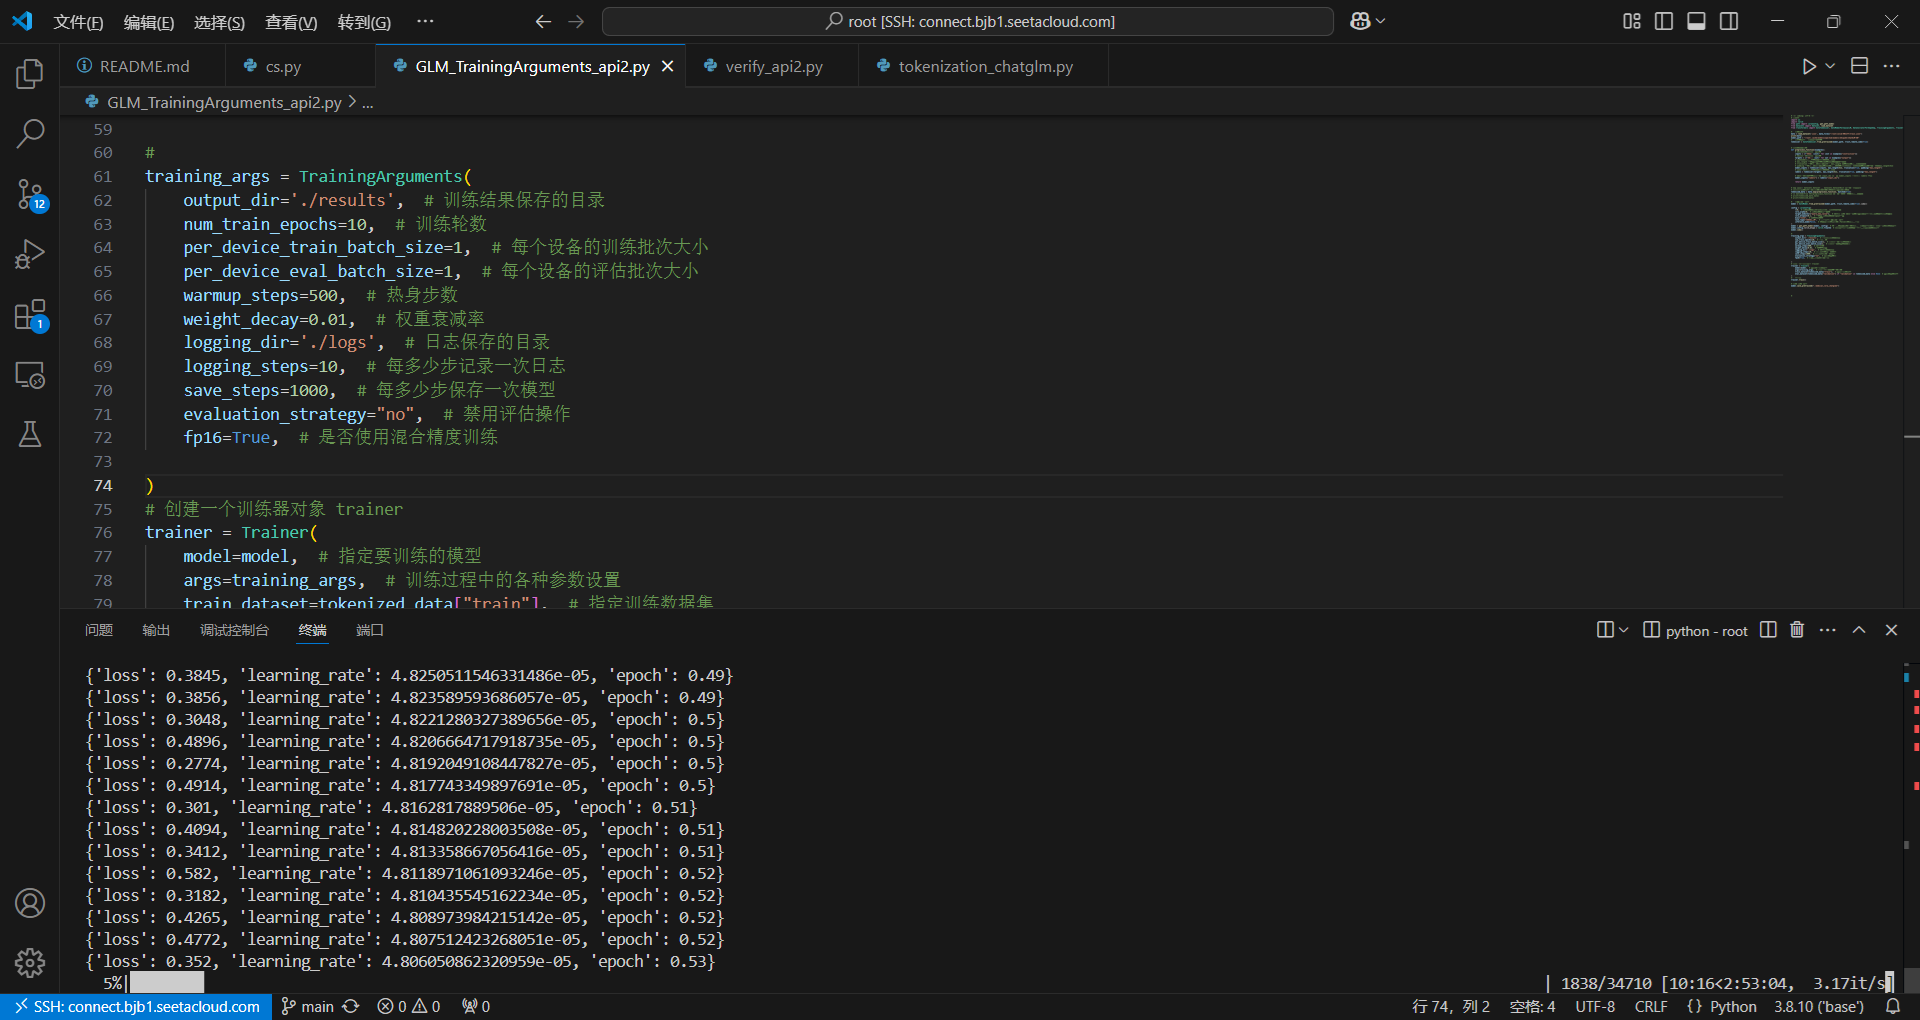 文件(F) 编辑(E) 选择(S) 查看(V) 转到(G) ··· root [SSH: connect.bjb1.seetacloud.com]
README.md cs.py GLM_TrainingArguments_api2.py verify_api2.py tokenization_chatglm.py
GLM_TrainingArguments_api2.py > ...
59
60 #
61 training_args = TrainingArguments(
62 output_dir='./results', # 训练结果保存的目录
63 num_train_epochs=10, # 训练轮数
64 per_device_train_batch_size=1, # 每个设备的训练批次大小
65 per_device_eval_batch_size=1, # 每个设备的评估批次大小
66 warmup_steps=500, # 热身步数
67 weight_decay=0.01, # 权重衰减率
68 logging_dir='./logs', # 日志保存的目录
69 logging_steps=10, # 每多少步记录一次日志
70 save_steps=1000, # 每多少步保存一次模型
71 evaluation_strategy="no", # 禁用评估操作
72 fp16=True, # 是否使用混合精度训练
73
74 )
75 # 创建一个训练器对象 trainer
76 trainer = Trainer(
77 model=model, # 指定要训练的模型
78 args=training_args, # 训练过程中的各种参数设置
79 train_dataset=tokenized_data["train"], # 指定训练数据集
12
1
问题 输出 调试控制台 终端 端口 python - root
{'loss': 0.3845, 'learning_rate': 4.8250511546331486e-05, 'epoch': 0.49}
{'loss': 0.3856, 'learning_rate': 4.823589593686057e-05, 'epoch': 0.49}
{'loss': 0.3048, 'learning_rate': 4.8221280327389656e-05, 'epoch': 0.5}
{'loss': 0.4896, 'learning_rate': 4.8206664717918735e-05, 'epoch': 0.5}
{'loss': 0.2774, 'learning_rate': 4.8192049108447827e-05, 'epoch': 0.5}
{'loss': 0.4914, 'learning_rate': 4.817743349897691e-05, 'epoch': 0.5}
{'loss': 0.301, 'learning_rate': 4.8162817889506e-05, 'epoch': 0.51}
{'loss': 0.4094, 'learning_rate': 4.814820228003508e-05, 'epoch': 0.51}
{'loss': 0.3412, 'learning_rate': 4.813358667056416e-05, 'epoch': 0.51}
{'loss': 0.582, 'learning_rate': 4.8118971061093246e-05, 'epoch': 0.52}
{'loss': 0.3182, 'learning_rate': 4.810435545162234e-05, 'epoch': 0.52}
{'loss': 0.4265, 'learning_rate': 4.808973984215142e-05, 'epoch': 0.52}
{'loss': 0.4772, 'learning_rate': 4.807512423268051e-05, 'epoch': 0.52}
{'loss': 0.352, 'learning_rate': 4.806050862320959e-05, 'epoch': 0.53}
5%| | 1838/34710 [10:16<2:53:04, 3.17it/s]
SSH: connect.bjb1.seetacloud.com main 0 0 0 行 74，列 2 空格: 4 UTF-8 CRLF {} Python 3.8.10 ('base')